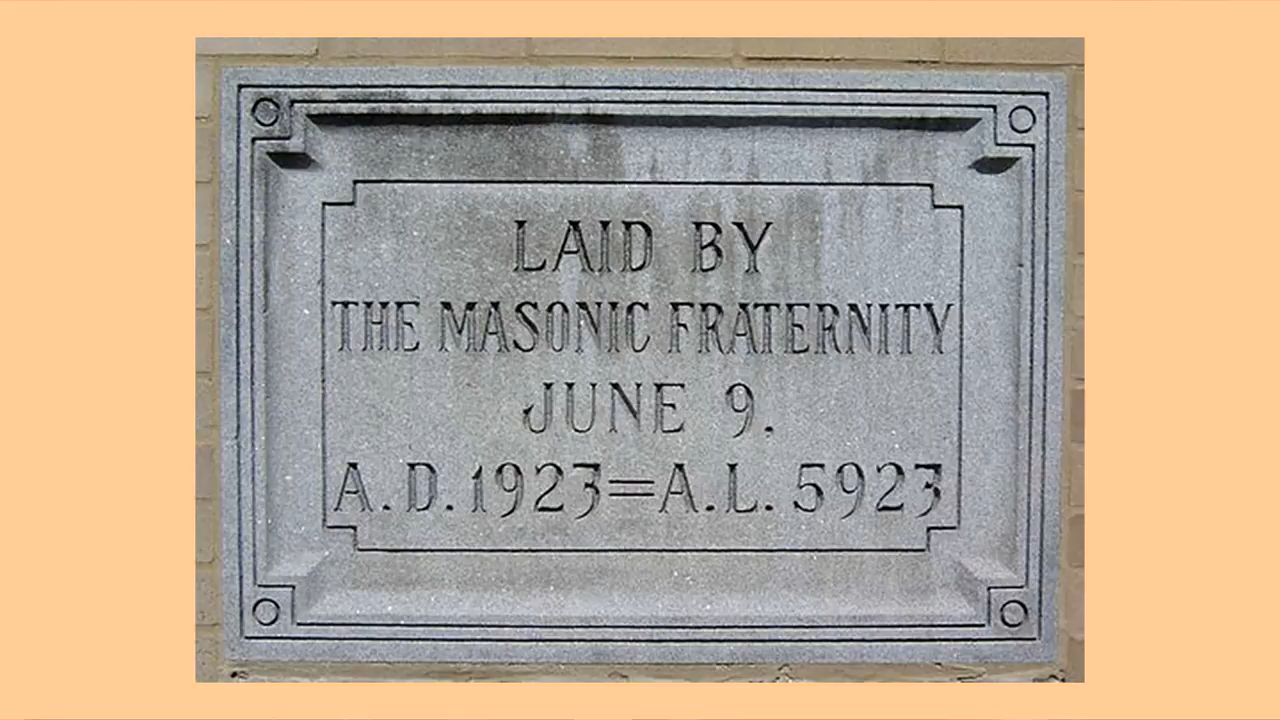 LAID BY
THE MASONIC FRATERNITY
JUNE 9.
A.D. 1923=A.L. 5923